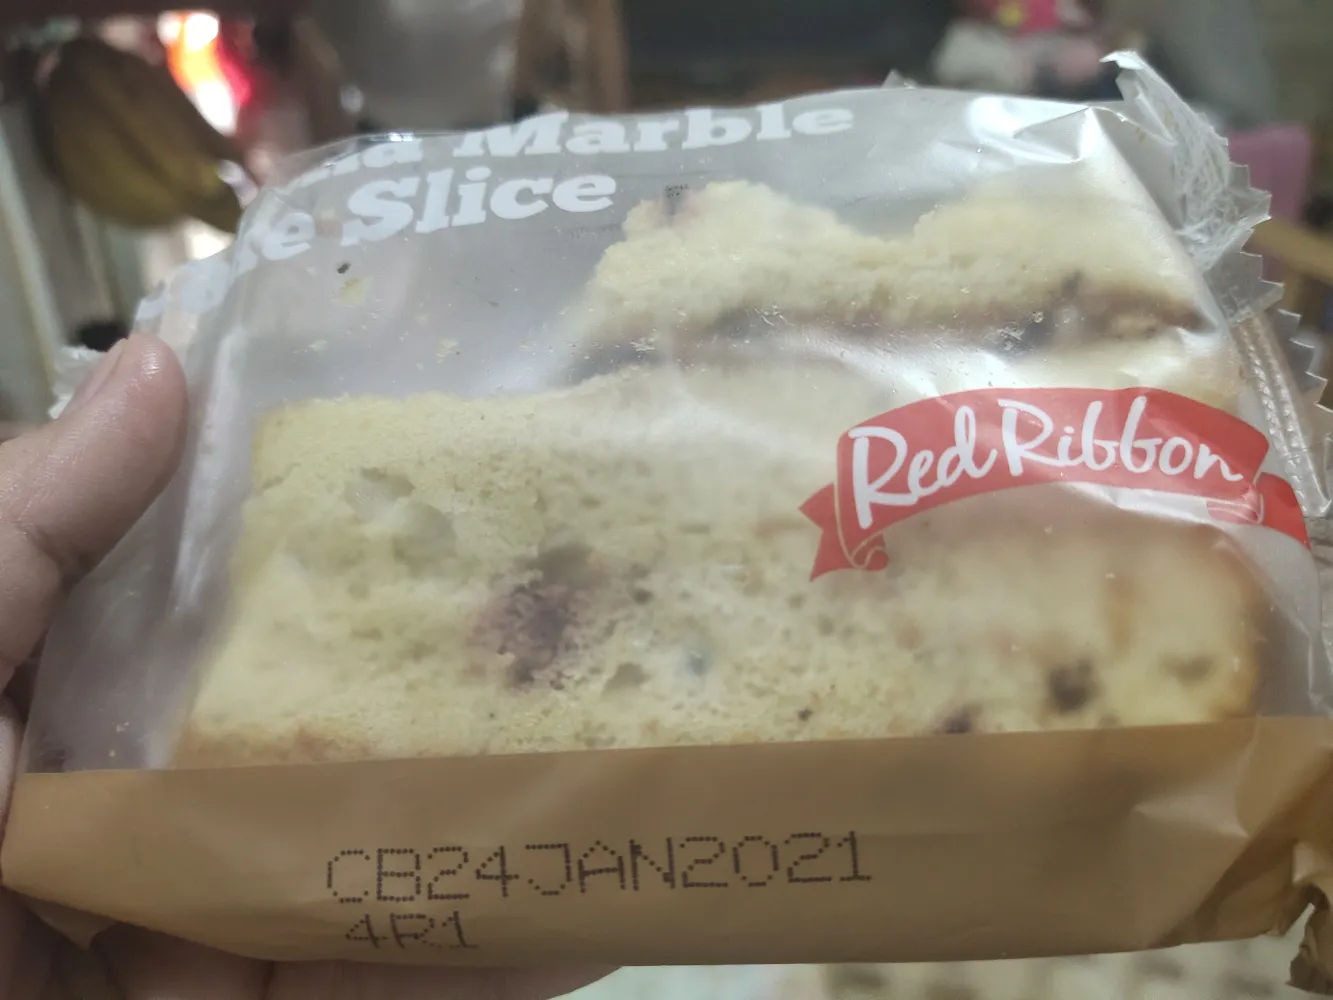 Marble
Slice
Red Ribbon
CB24JAN2021
4R1